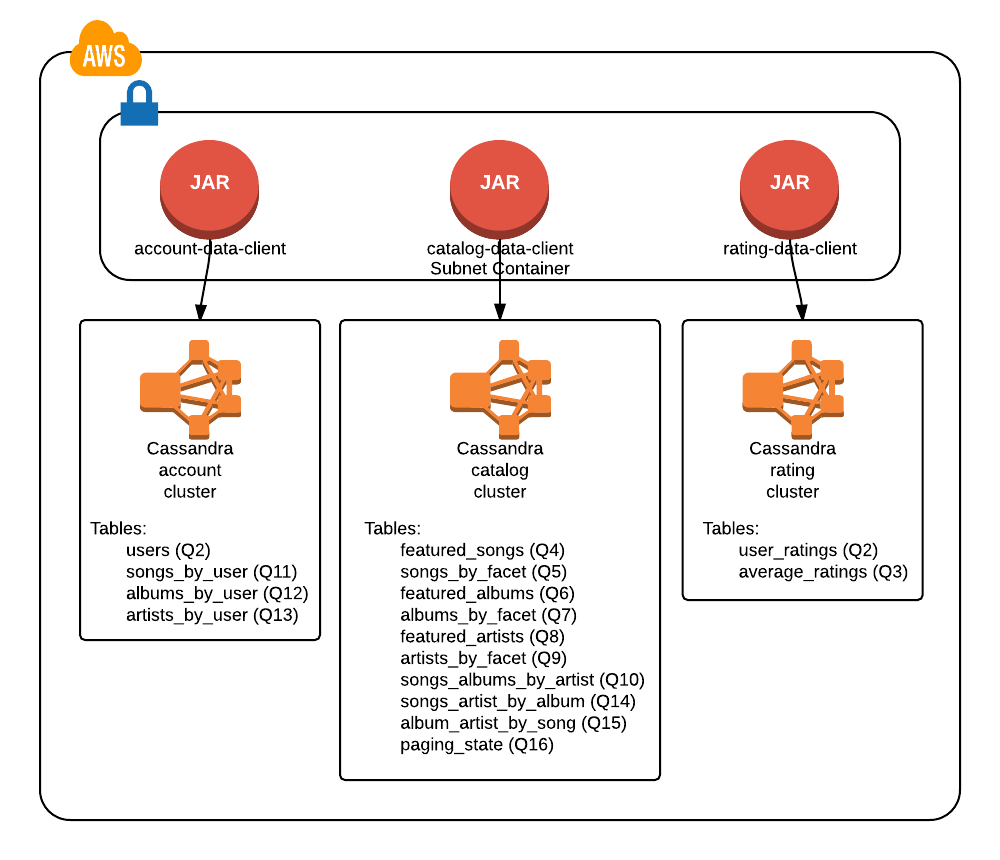 AWS
JAR
JAR
JAR
account-data-client
catalog-data-client
rating-data-client
Subnet Container
Cassandra
account
cluster
Tables:
users (Q2)
songs_by_user (Q11)
albums_by_user (Q12)
artists_by_user (Q13)
Cassandra
catalog
cluster
Tables:
featured_songs (Q4)
songs_by_facet (Q5)
featured_albums (Q6)
albums_by_facet (Q7)
featured_artists (Q8)
artists_by_facet (Q9)
songs_albums_by_artist (Q10)
songs_artist_by_album (Q14)
album_artist_by_song (Q15)
paging_state (Q16)
Cassandra
rating
cluster
Tables:
user_ratings (Q2)
average_ratings (Q3)